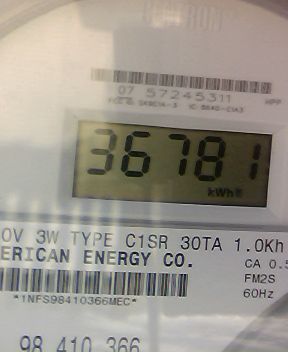 07 57245311
HPP
36781
kWh
0V 3W TYPE C1SR 30TA 1.0Kh
ERICAN ENERGY CO.
CA 0.5
FM2S
*1NFS98410366MEC*
60Hz
98 410 366